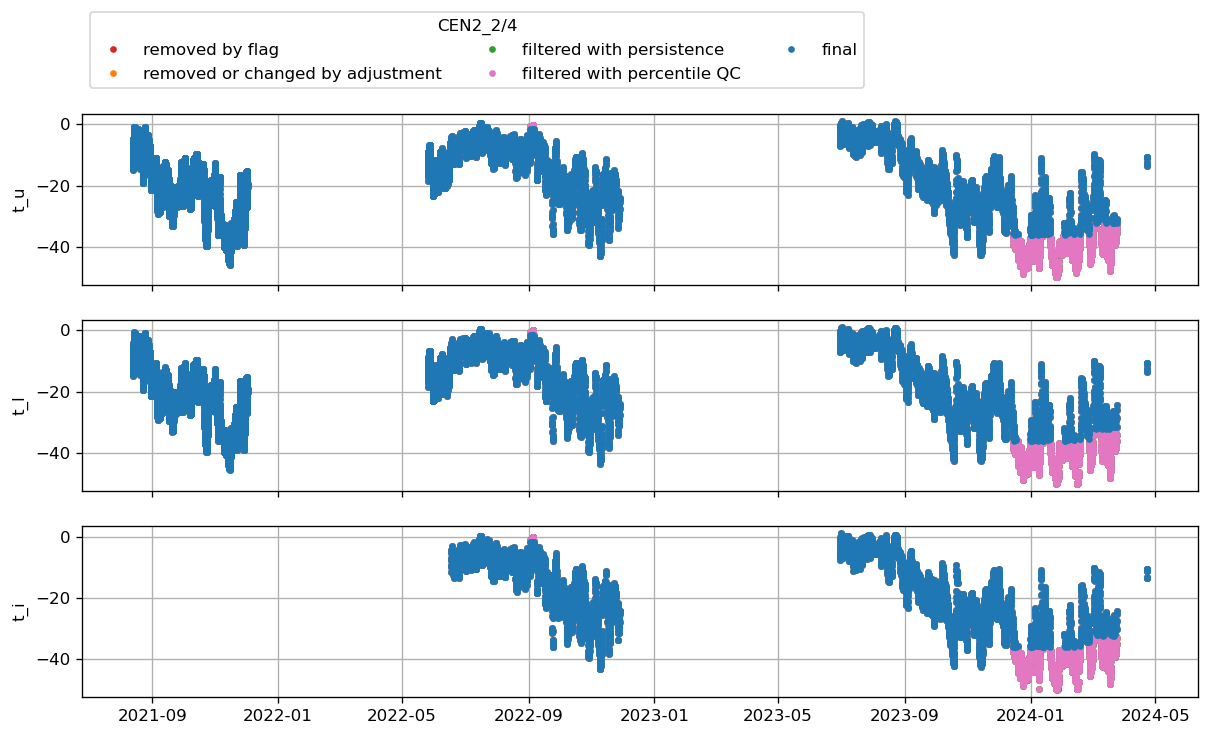 CEN2_2/4
removed by flag
filtered with persistence
final
removed or changed by adjustment
filtered with percentile QC
0
−20
−40
t_u
0
−20
−40
t_l
0
−20
−40
t_i
2021-09
2022-01
2022-05
2022-09
2023-01
2023-05
2023-09
2024-01
2024-05